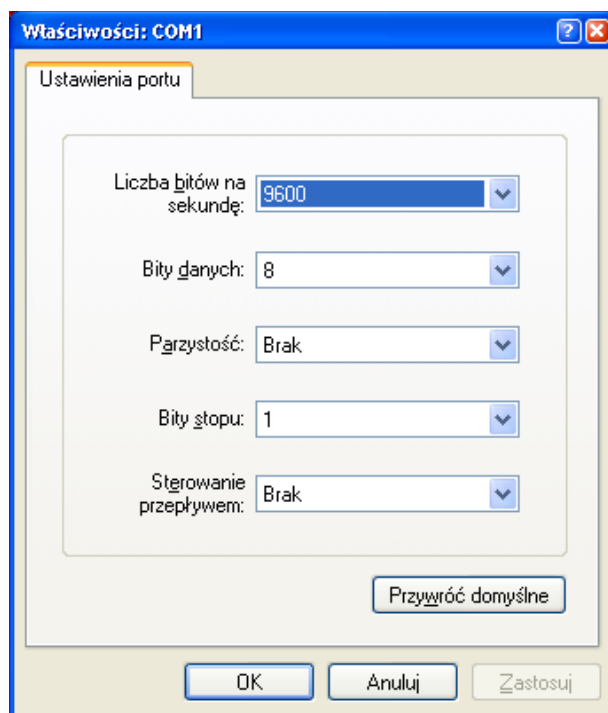 Właściwości: COM1
Ustawienia portu
Liczba bitów na
sekundę:
9600
Bity danych:
8
Parzystość:
Brak
Bity stopu:
1
Sterowanie
przepływem:
Brak
Przywróć domyślne
OK
Anuluj
Zastosuj